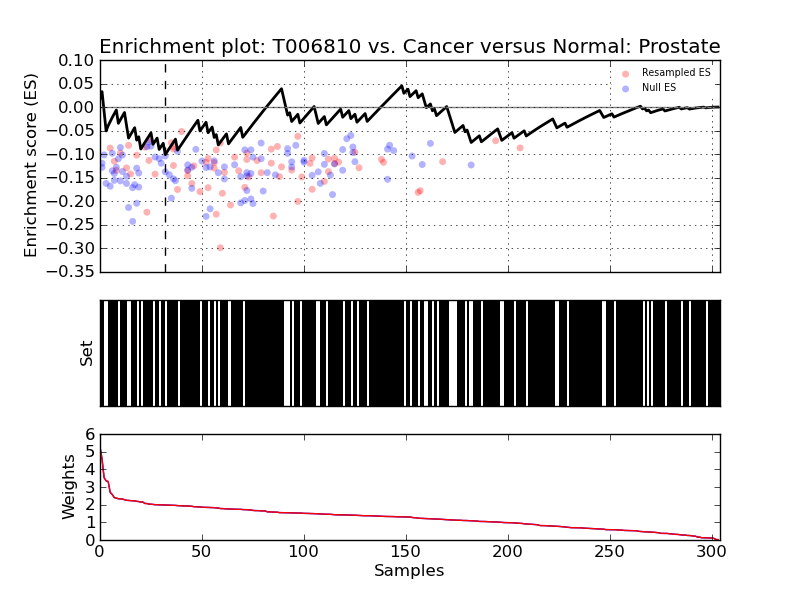 Enrichment plot: T006810 vs. Cancer versus Normal: Prostate
0.10
0.05
0.00
−0.05
−0.10
−0.15
−0.20
−0.25
−0.30
−0.35
Enrichment score (ES)
Resampled ES
Null ES
Set
6
5
4
3
2
1
0
Weights
0 50 100 150 200 250 300
Samples